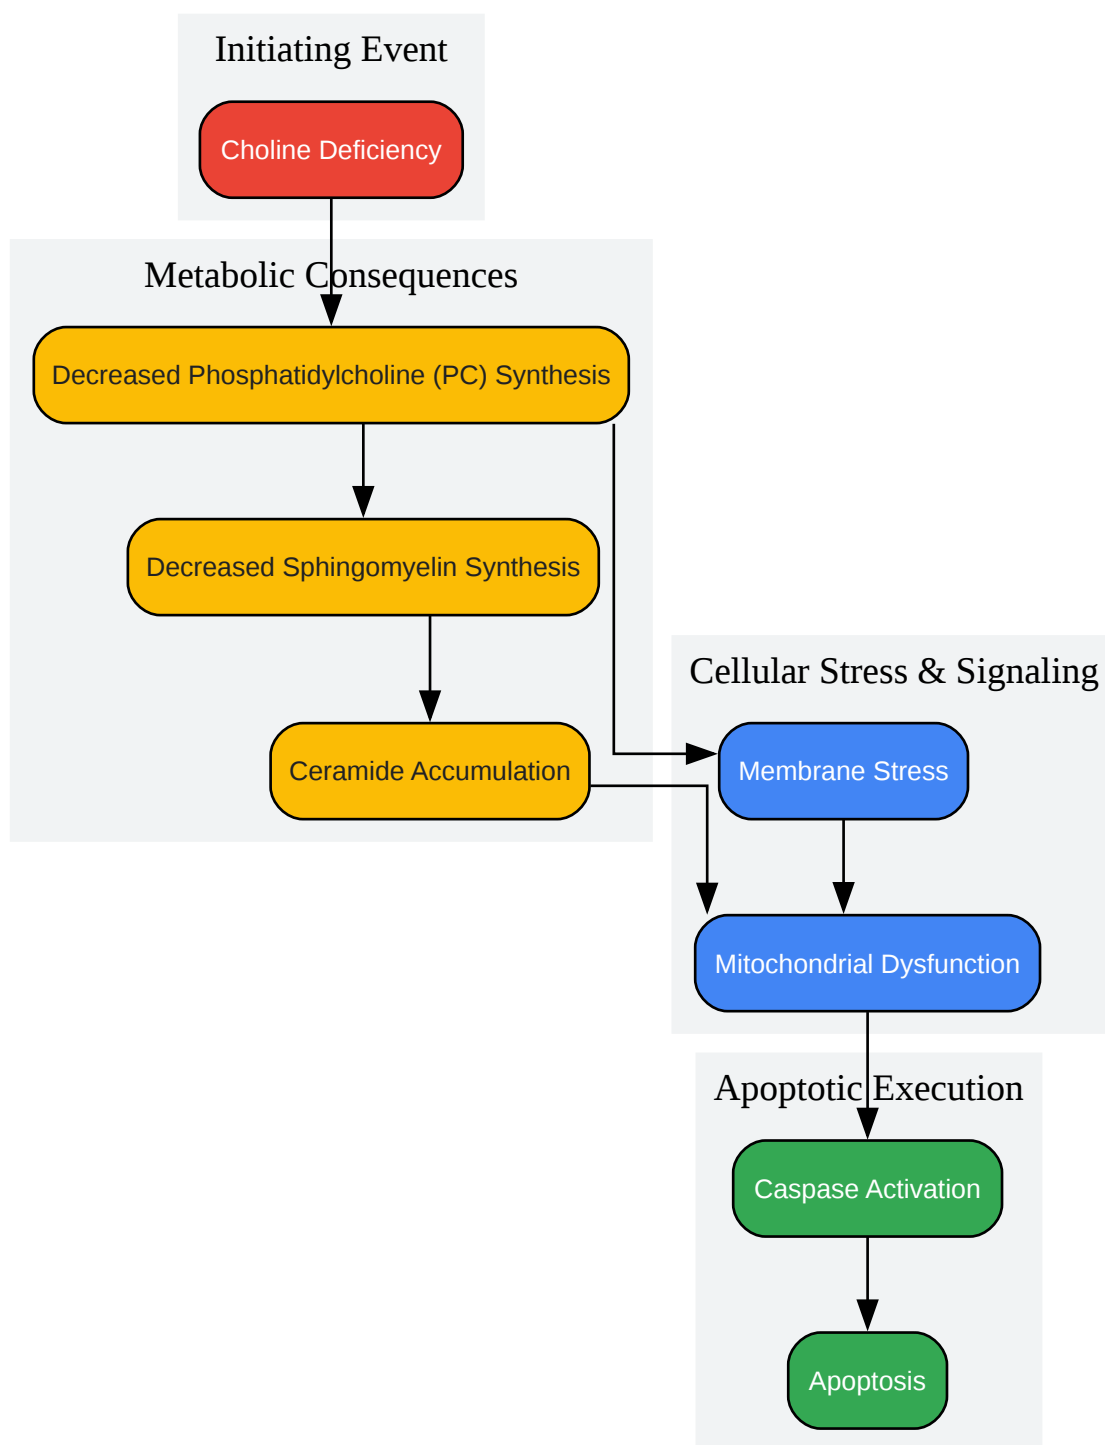 Initiating Event
Choline Deficiency
Metabolic Consequences
Decreased Phosphatidylcholine (PC) Synthesis
Decreased Sphingomyelin Synthesis
Ceramide Accumulation
Cellular Stress & Signaling
Membrane Stress
Mitochondrial Dysfunction
Apoptotic Execution
Caspase Activation
Apoptosis